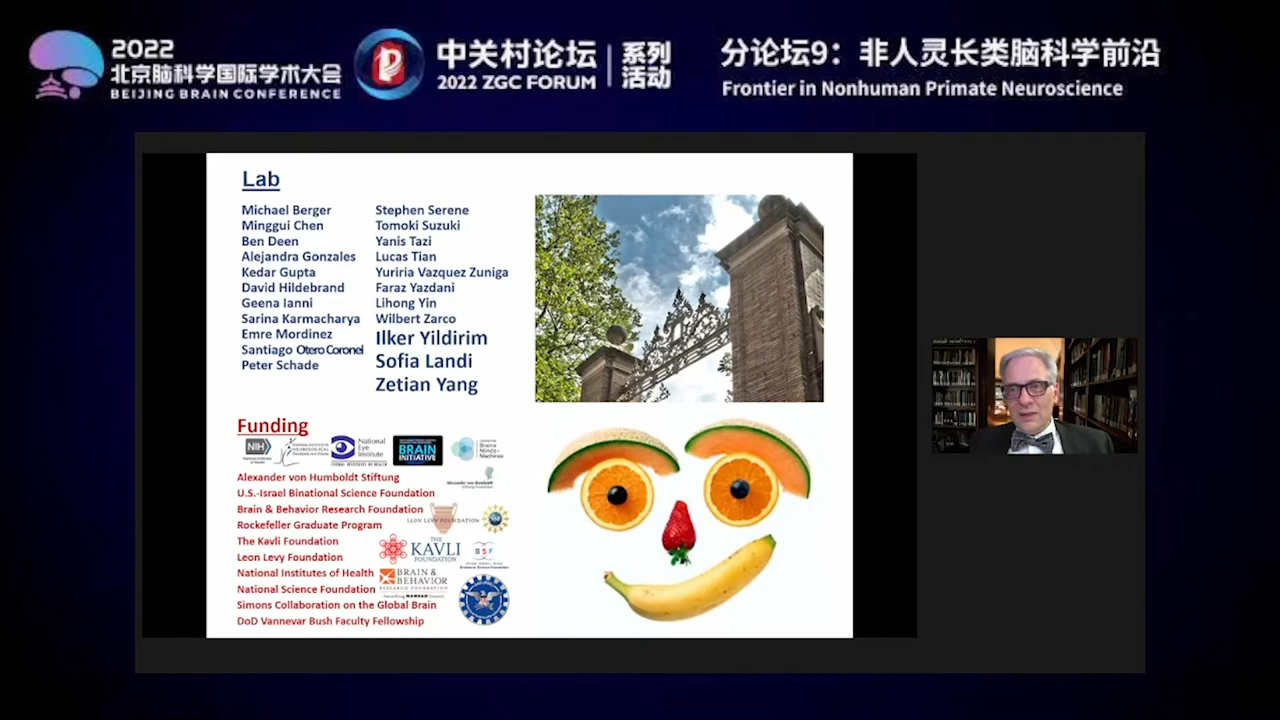 2022
北京脑科学国际学术大会
BEIJING BRAIN CONFERENCE
中关村论坛
2022 ZGC FORUM
系列
活动
分论坛9：非人灵长类脑科学前沿
Frontier in Nonhuman Primate Neuroscience
Lab
Michael Berger
Minggui Chen
Ben Deen
Alejandra Gonzales
Kedar Gupta
David Hildebrand
Geena Ianni
Sarina Karmacharya
Emre Mordinez
Santiago Otero Coronel
Peter Schade
Stephen Serene
Tomoki Suzuki
Yanis Tazi
Lucas Tian
Yuriria Vazquez Zuniga
Faraz Yazdani
Lihong Yin
Wilbert Zarco
Ilker Yildirim
Sofia Landi
Zetian Yang
Funding
NIH
National Eye Institute
BRAIN
INITIATIVE
Brains
Minds+
Machines
Alexander von Humboldt Stiftung
U.S.-Israel Binational Science Foundation
Brain & Behavior Research Foundation
Rockefeller Graduate Program
The Kavli Foundation
Leon Levy Foundation
National Institutes of Health
National Science Foundation
Simons Collaboration on the Global Brain
DoD Vannevar Bush Faculty Fellowship
LEON LEVY FOUNDATION
THE
KAVLI
FOUNDATION
BSF
BRAIN &
BEHAVIOR
RESEARCH FOUNDATION